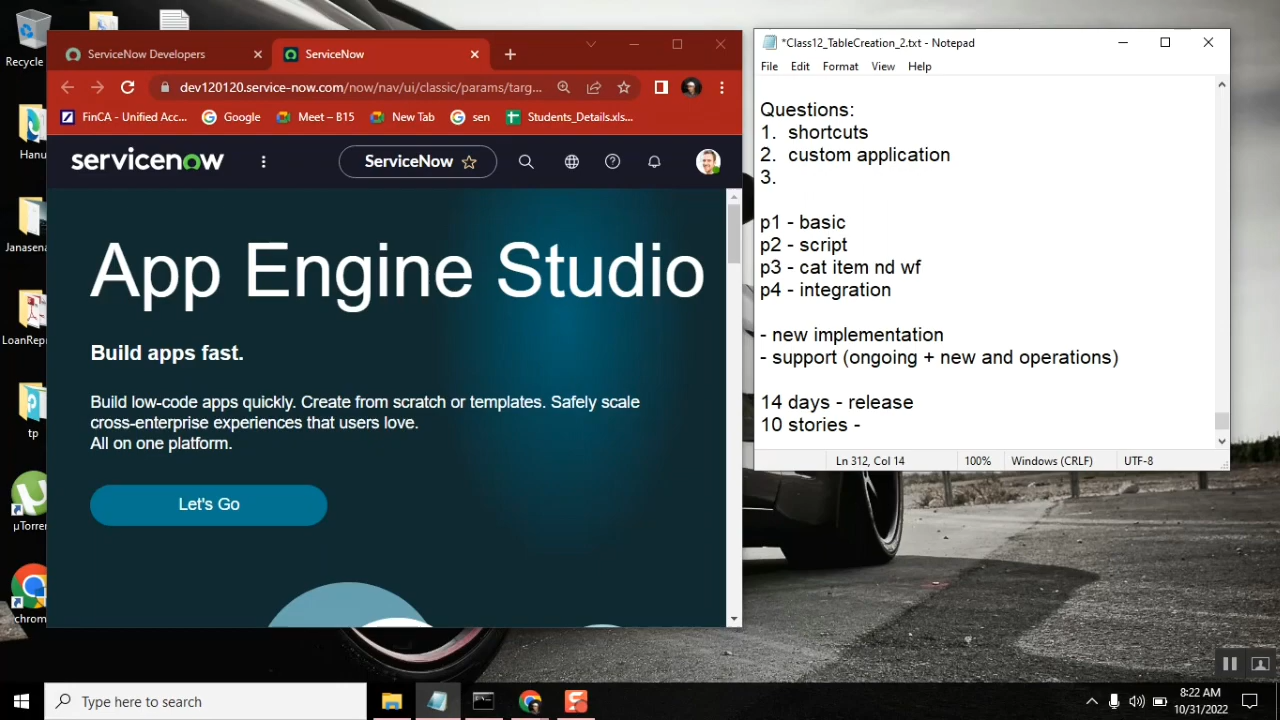 Recycle
Hanu
Janasena
LoanRepr
tp
µTorre
chrom
ServiceNow Developers
ServiceNow
dev120120.service-now.com/now/nav/ui/classic/params/targ...
FinCA - Unified Acc...
Google
Meet – B15
New Tab
sen
Students_Details.xls...
servicenow
ServiceNow
App Engine Studio
Build apps fast.
Build low-code apps quickly. Create from scratch or templates. Safely scale
cross-enterprise experiences that users love.
All on one platform.
Let's Go
*Class12_TableCreation_2.txt - Notepad
File Edit Format View Help
Questions:
1. shortcuts
2. custom application
3.
p1 - basic
p2 - script
p3 - cat item nd wf
p4 - integration
- new implementation
- support (ongoing + new and operations)
14 days - release
10 stories -
Ln 312, Col 14 100% Windows (CRLF) UTF-8
Type here to search
8:22 AM
10/31/2022